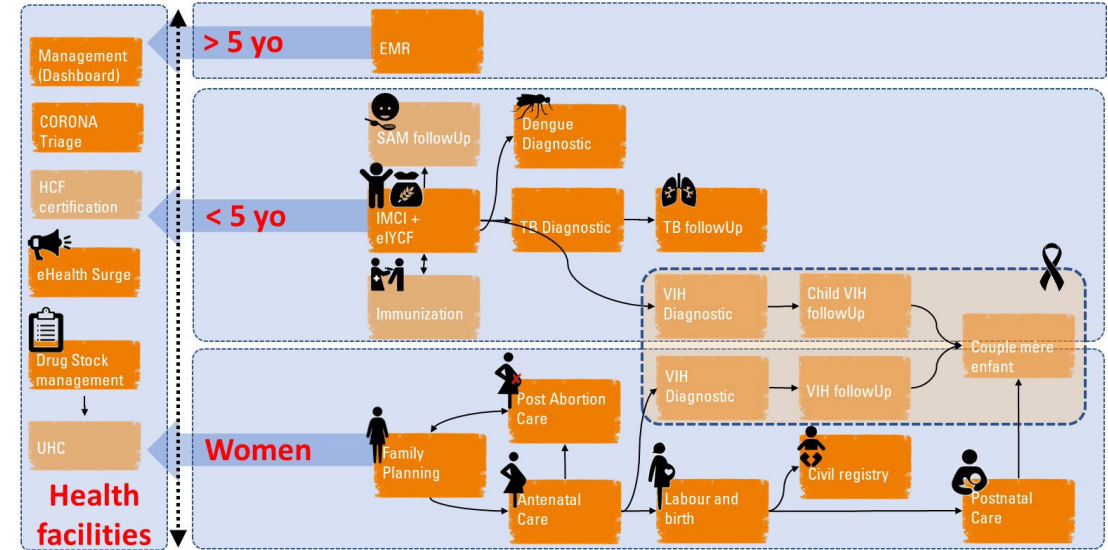 Management
(Dashboard)
CORONA
Triage
HCF
certification
eHealth Surge
Drug Stock
management
UHC
Health
facilities
> 5 yo
EMR
< 5 yo
SAM followUp
Dengue
Diagnostic
IMCI +
eIYCF
TB Diagnostic
TB followUp
Immunization
VIH
Diagnostic
Child VIH
followUp
Couple mère
enfant
VIH
Diagnostic
VIH followUp
Women
Post Abortion
Care
Family
Planning
Antenatal
Care
Labour and
birth
Civil registry
Postnatal
Care